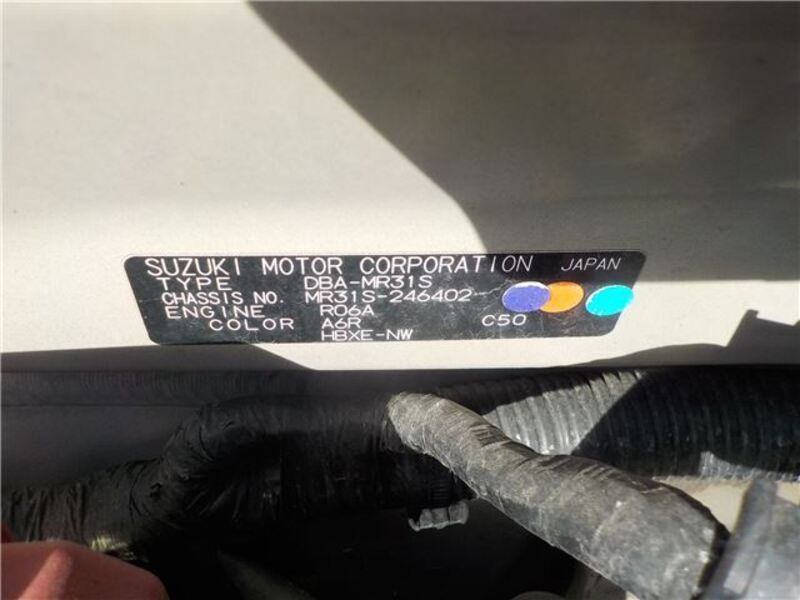 SUZUKI MOTOR CORPORATION JAPAN
TYPE DBA-MR31S
CHASSIS NO. MR31S-246402
ENGINE R06A
COLOR A6R C50
HBXE-NW